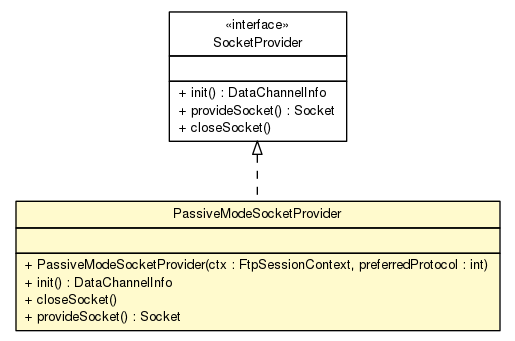 «interface»
SocketProvider
+ init() : DataChannelInfo
+ provideSocket() : Socket
+ closeSocket()
PassiveModeSocketProvider
+ PassiveModeSocketProvider(ctx : FtpSessionContext, preferredProtocol : int)
+ init() : DataChannelInfo
+ closeSocket()
+ provideSocket() : Socket